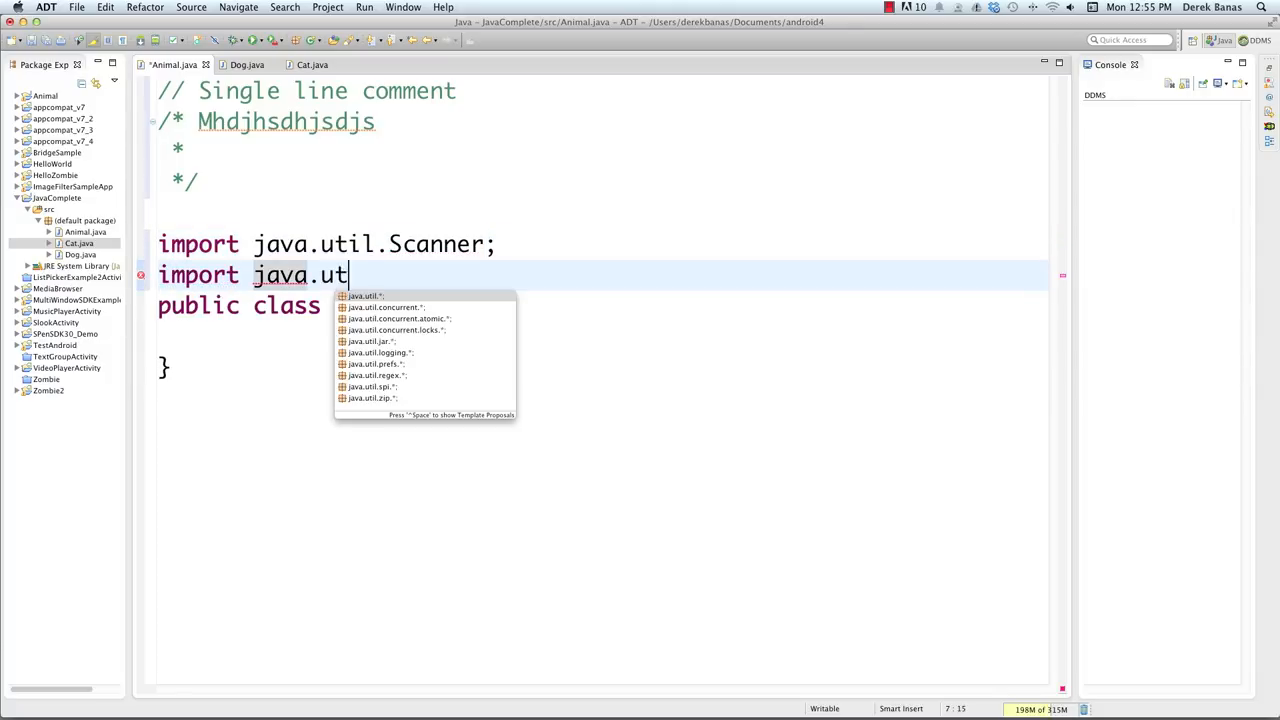 ADT File Edit Refactor Source Navigate Search Project Run Window Help
10 Mon 12:55 PM Derek Banas
Java - JavaComplete/src/Animal.java - ADT - /Users/derekbanas/Documents/android4
Quick Access Java DDMS
Package Exp
*Animal.java Dog.java Cat.java
Console
DDMS
Animal
appcompat_v7
appcompat_v7_2
appcompat_v7_3
appcompat_v7_4
BridgeSample
HelloWorld
HelloZombie
ImageFilterSampleApp
JavaComplete
src
(default package)
Animal.java
Cat.java
Dog.java
JRE System Library [Ja
ListPickerExample2Activi
MediaBrowser
MultiWindowSDKExampl
MusicPlayerActivity
SlookActivity
SPenSDK30_Demo
TestAndroid
TextGroupActivity
VideoPlayerActivity
Zombie
Zombie2
// Single line comment
/* Mhdjhsdhjsdjs
*
*/
import java.util.Scanner;
import java.ut
public class
}
java.util.*;
java.util.concurrent.*;
java.util.concurrent.atomic.*;
java.util.concurrent.locks.*;
java.util.jar.*;
java.util.logging.*;
java.util.prefs.*;
java.util.regex.*;
java.util.spi.*;
java.util.zip.*;
Press '^Space' to show Template Proposals
Writable Smart Insert 7 : 15 198M of 315M